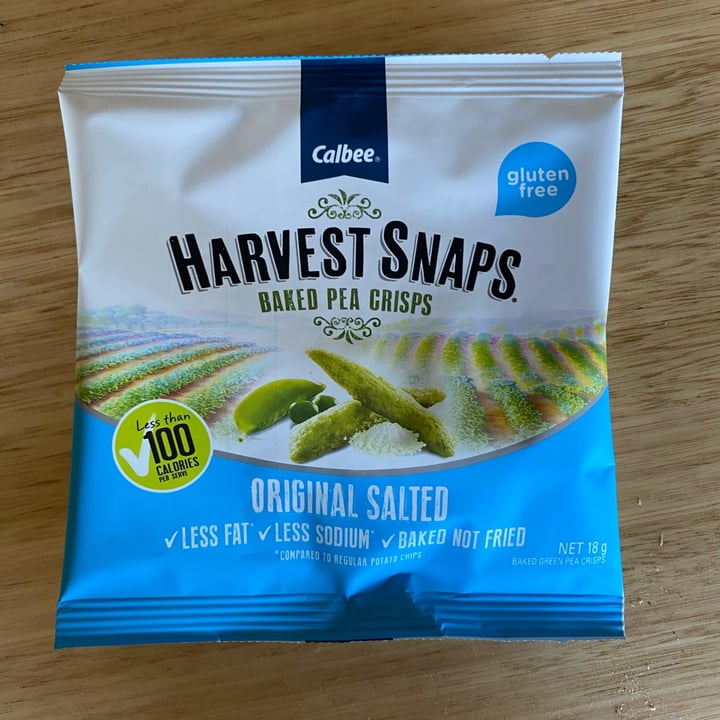 Calbee®
gluten
free
HARVEST SNAPS®
BAKED PEA CRISPS
Less than
100
CALORIES
PER SERVE
ORIGINAL SALTED
✓LESS FAT* ✓LESS SODIUM* ✓BAKED NOT FRIED
*COMPARED TO REGULAR POTATO CHIPS
NET 18 g
BAKED GREEN PEA CRISPS